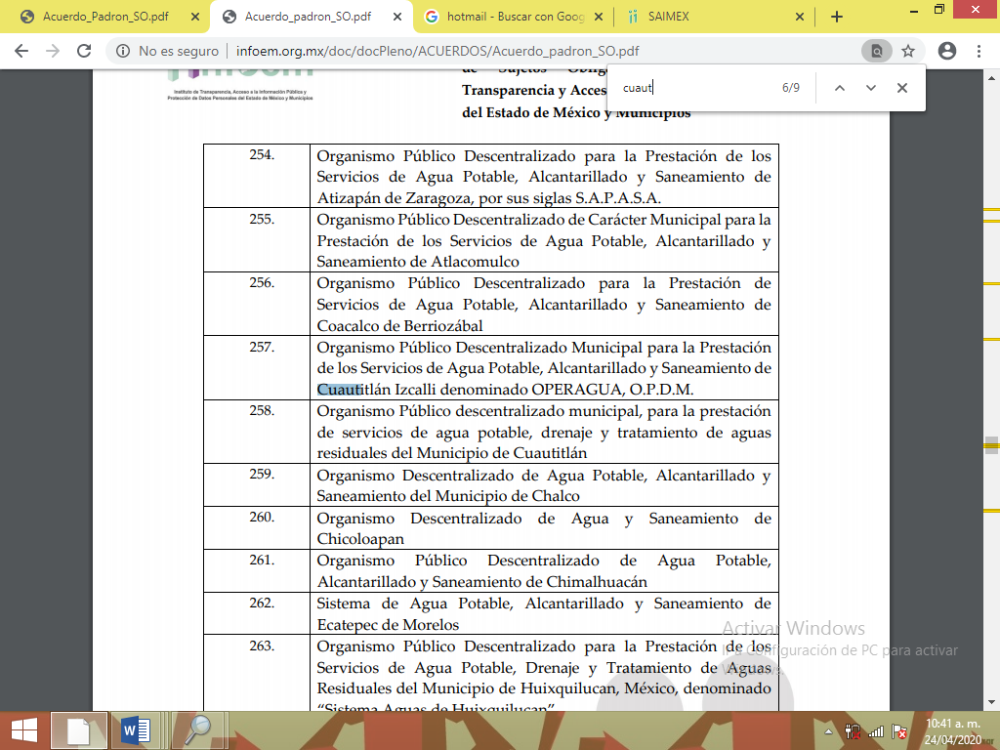 Acuerdo_Padron_SO.pdf
Acuerdo_padron_SO.pdf
hotmail - Buscar con Goog
SAIMEX
No es seguro
infoem.org.mx/doc/docPleno/ACUERDOS/Acuerdo_padron_SO.pdf
cuaut
6/9
Instituto de Transparencia, Acceso a la Información Pública y
Protección de Datos Personales del Estado de México y Municipios
de Sujetos
Transparencia y Acces
del Estado de México y Municipios
254.
Organismo Público Descentralizado para la Prestación de los
Servicios de Agua Potable, Alcantarillado y Saneamiento de
Atizapán de Zaragoza, por sus siglas S.A.P.A.S.A.
255.
Organismo Público Descentralizado de Carácter Municipal para la
Prestación de los Servicios de Agua Potable, Alcantarillado y
Saneamiento de Atlacomulco
256.
Organismo Público Descentralizado para la Prestación de
Servicios de Agua Potable, Alcantarillado y Saneamiento de
Coacalco de Berriozábal
257.
Organismo Público Descentralizado Municipal para la Prestación
de los Servicios de Agua Potable, Alcantarillado y Saneamiento de
Cuautitlán Izcalli denominado OPERAGUA, O.P.D.M.
258.
Organismo Público descentralizado municipal, para la prestación
de servicios de agua potable, drenaje y tratamiento de aguas
residuales del Municipio de Cuautitlán
259.
Organismo Descentralizado de Agua Potable, Alcantarillado y
Saneamiento del Municipio de Chalco
260.
Organismo Descentralizado de Agua y Saneamiento de
Chicoloapan
261.
Organismo Público Descentralizado de Agua Potable,
Alcantarillado y Saneamiento de Chimalhuacán
262.
Sistema de Agua Potable, Alcantarillado y Saneamiento de
Ecatepec de Morelos
263.
Organismo Público Descentralizado para la Prestación de los
Servicios de Agua Potable, Drenaje y Tratamiento de Aguas
Residuales del Municipio de Huixquilucan, México, denominado
"Sistema Aguas de Huixquilucan"
Activar Windows
Ir a Configuración de PC para activar
Windows.
10:41 a. m.
24/04/2020